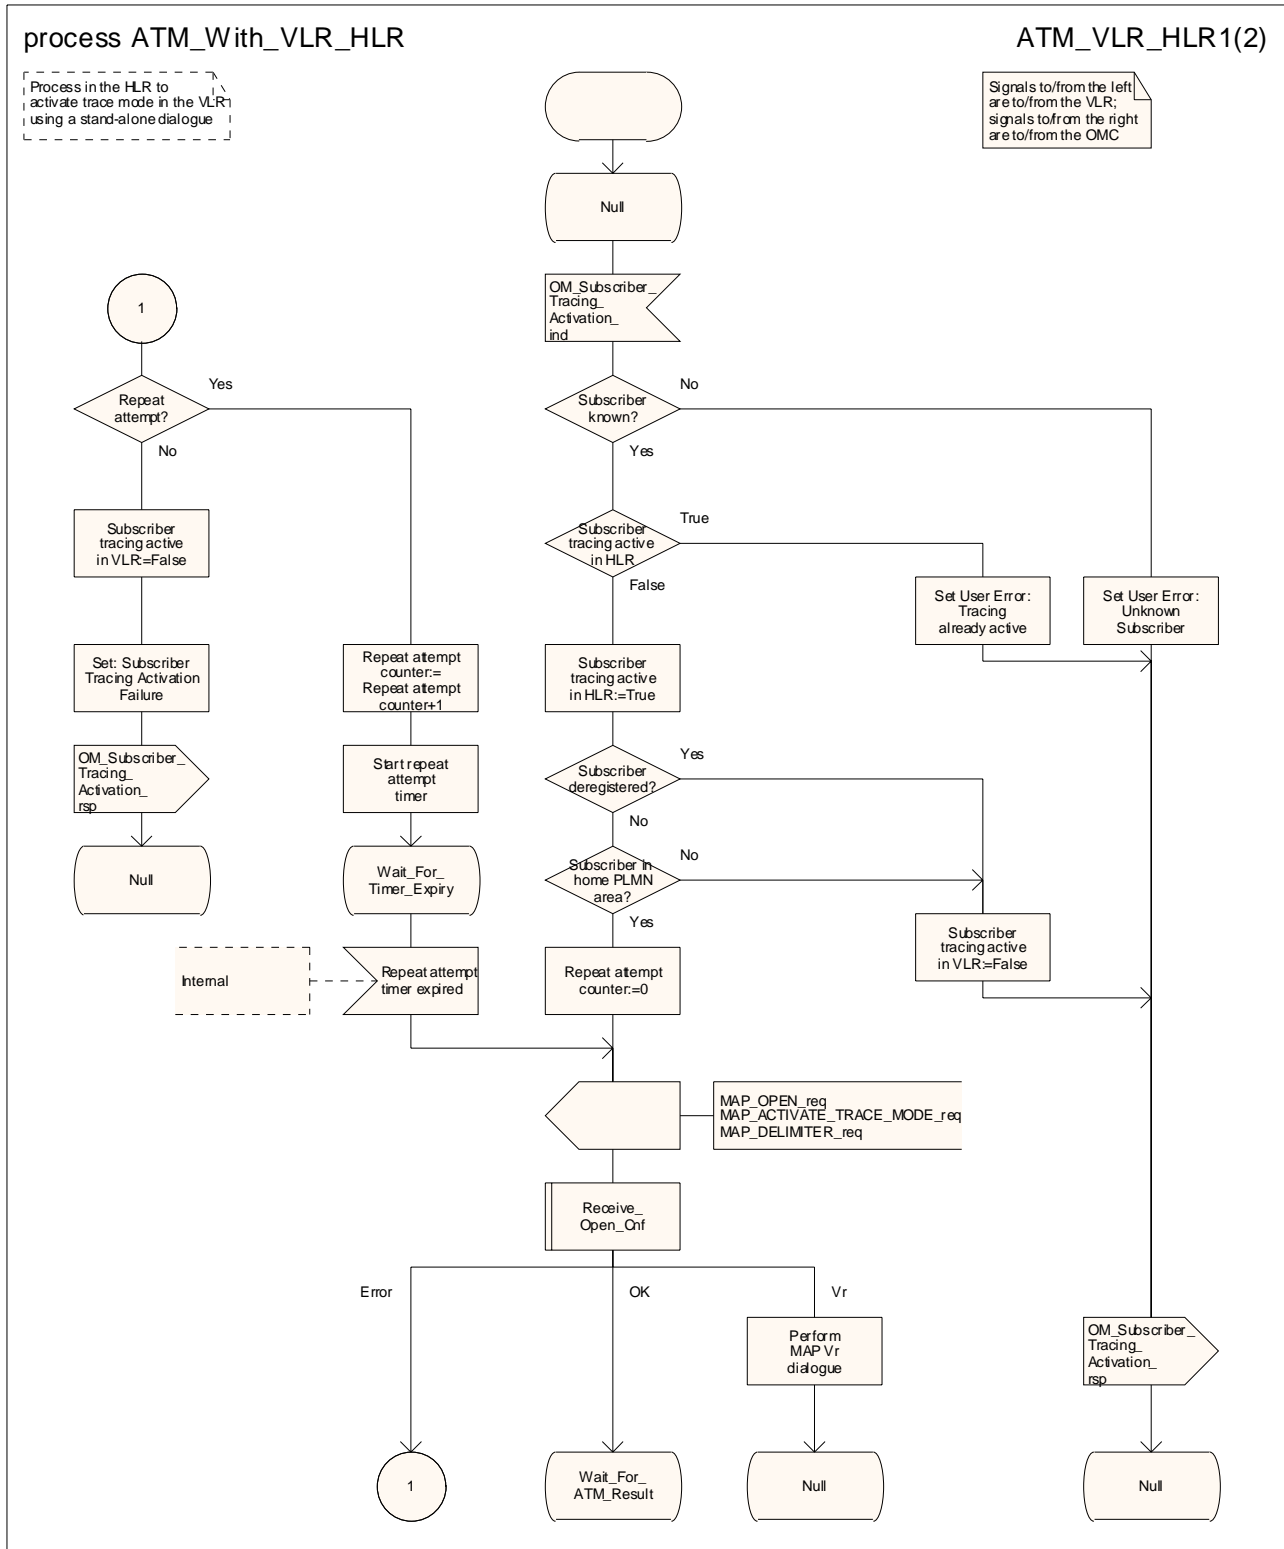 process ATM_With_VLR_HLR
ATM_VLR_HLR1(2)
Process in the HLR to
activate trace mode in the VLR
using a stand-alone dialogue
Signals to/from the left
are to/from the VLR;
signals to/from the right
are to/from the OMC
Null
OM_Subscriber_
Tracing_
Activation_
ind
1
Repeat
attempt?
Yes
No
Subscriber
known?
No
Yes
Subscriber
tracing active
in VLR:=False
Subscriber
tracing active
in HLR
True
False
Set User Error:
Tracing
already active
Set User Error:
Unknown
Subscriber
Set: Subscriber
Tracing Activation
Failure
Repeat attempt
counter:=
Repeat attempt
counter+1
Subscriber
tracing active
in HLR:=True
OM_Subscriber_
Tracing_
Activation_
rsp
Start repeat
attempt
timer
Subscriber
deregistered?
Yes
No
Null
Wait_For_
Timer_Expiry
Subscriber in
home PLMN
area?
No
Yes
Subscriber
tracing active
in VLR:=False
Internal
Repeat attempt
timer expired
Repeat attempt
counter:=0
MAP_OPEN_req
MAP_ACTIVATE_TRACE_MODE_req
MAP_DELIMITER_req
Receive_
Open_Cnf
Error
OK
Vr
Perform
MAP Vr
dialogue
OM_Subscriber_
Tracing_
Activation_
rsp
1
Wait_For_
ATM_Result
Null
Null